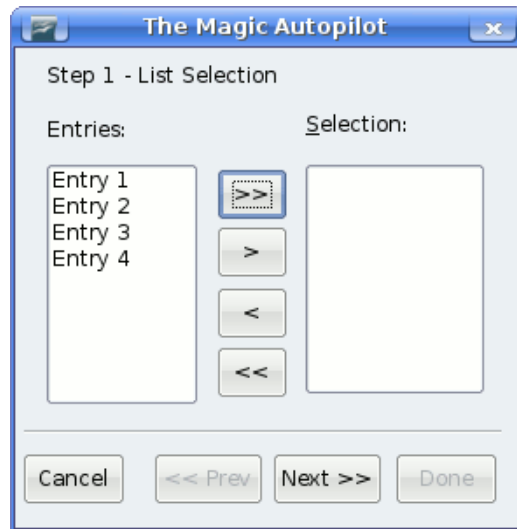 The Magic Autopilot
Step 1 - List Selection
Entries:
Selection:
Entry 1
Entry 2
Entry 3
Entry 4
>>
>
<
<<
Cancel
<< Prev
Next >>
Done